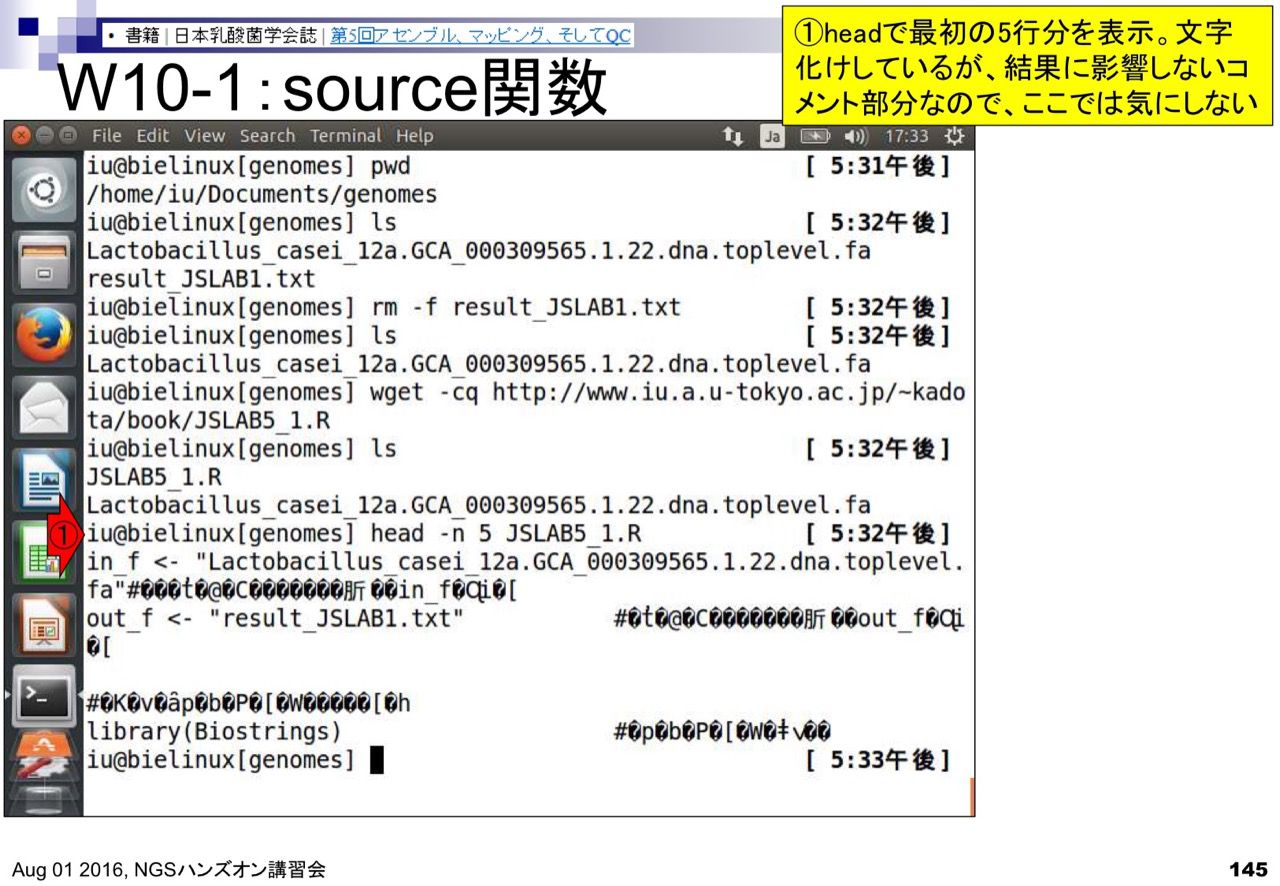 • 書籍 | 日本乳酸菌学会誌 | 第5回アセンブル、マッピング、そしてQC
①headで最初の5行分を表示。文字
化けしているが、結果に影響しないコ
メント部分なので、ここでは気にしない
W10-1：source関数
File Edit View Search Terminal Help Ja 17:33
iu@bielinux[genomes] pwd [ 5:31午後]
/home/iu/Documents/genomes
iu@bielinux[genomes] ls [ 5:32午後]
Lactobacillus_casei_12a.GCA_000309565.1.22.dna.toplevel.fa
result_JSLAB1.txt
iu@bielinux[genomes] rm -f result_JSLAB1.txt [ 5:32午後]
iu@bielinux[genomes] ls [ 5:32午後]
Lactobacillus_casei_12a.GCA_000309565.1.22.dna.toplevel.fa
iu@bielinux[genomes] wget -cq http://www.iu.a.u-tokyo.ac.jp/~kado
ta/book/JSLAB5_1.R
iu@bielinux[genomes] ls [ 5:32午後]
JSLAB5_1.R
Lactobacillus_casei_12a.GCA_000309565.1.22.dna.toplevel.fa
① iu@bielinux[genomes] head -n 5 JSLAB5_1.R [ 5:32午後]
in_f <- "Lactobacillus_casei_12a.GCA_000309565.1.22.dna.toplevel.
fa"#
out_f <- "result_JSLAB1.txt" #
library(Biostrings) #
iu@bielinux[genomes] [ 5:33午後]
Aug 01 2016, NGSハンズオン講習会
145